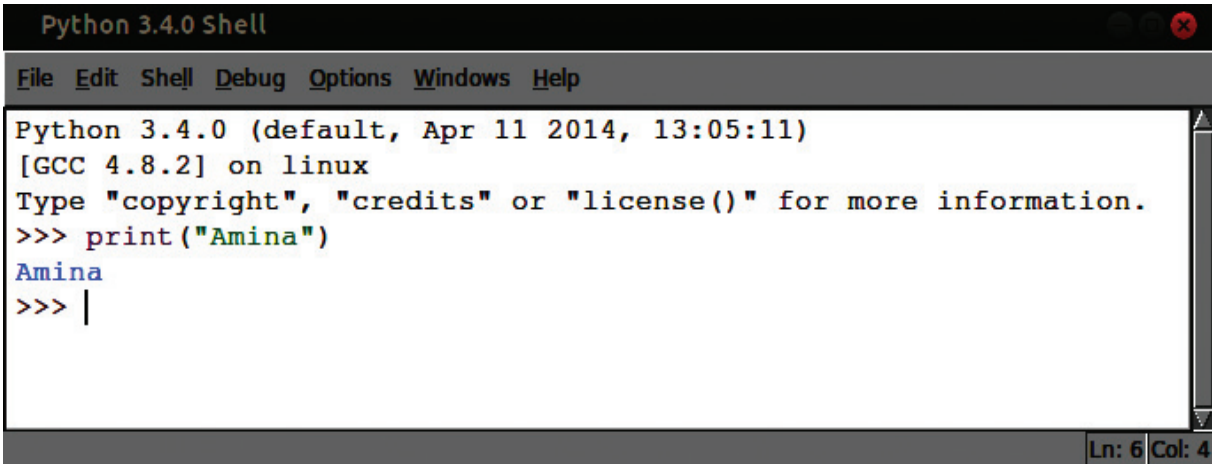 Python 3.4.0 Shell
File Edit Shell Debug Options Windows Help
Python 3.4.0 (default, Apr 11 2014, 13:05:11)
[GCC 4.8.2] on linux
Type "copyright", "credits" or "license()" for more information.
>>> print("Amina")
Amina
>>>
Ln: 6 Col: 4